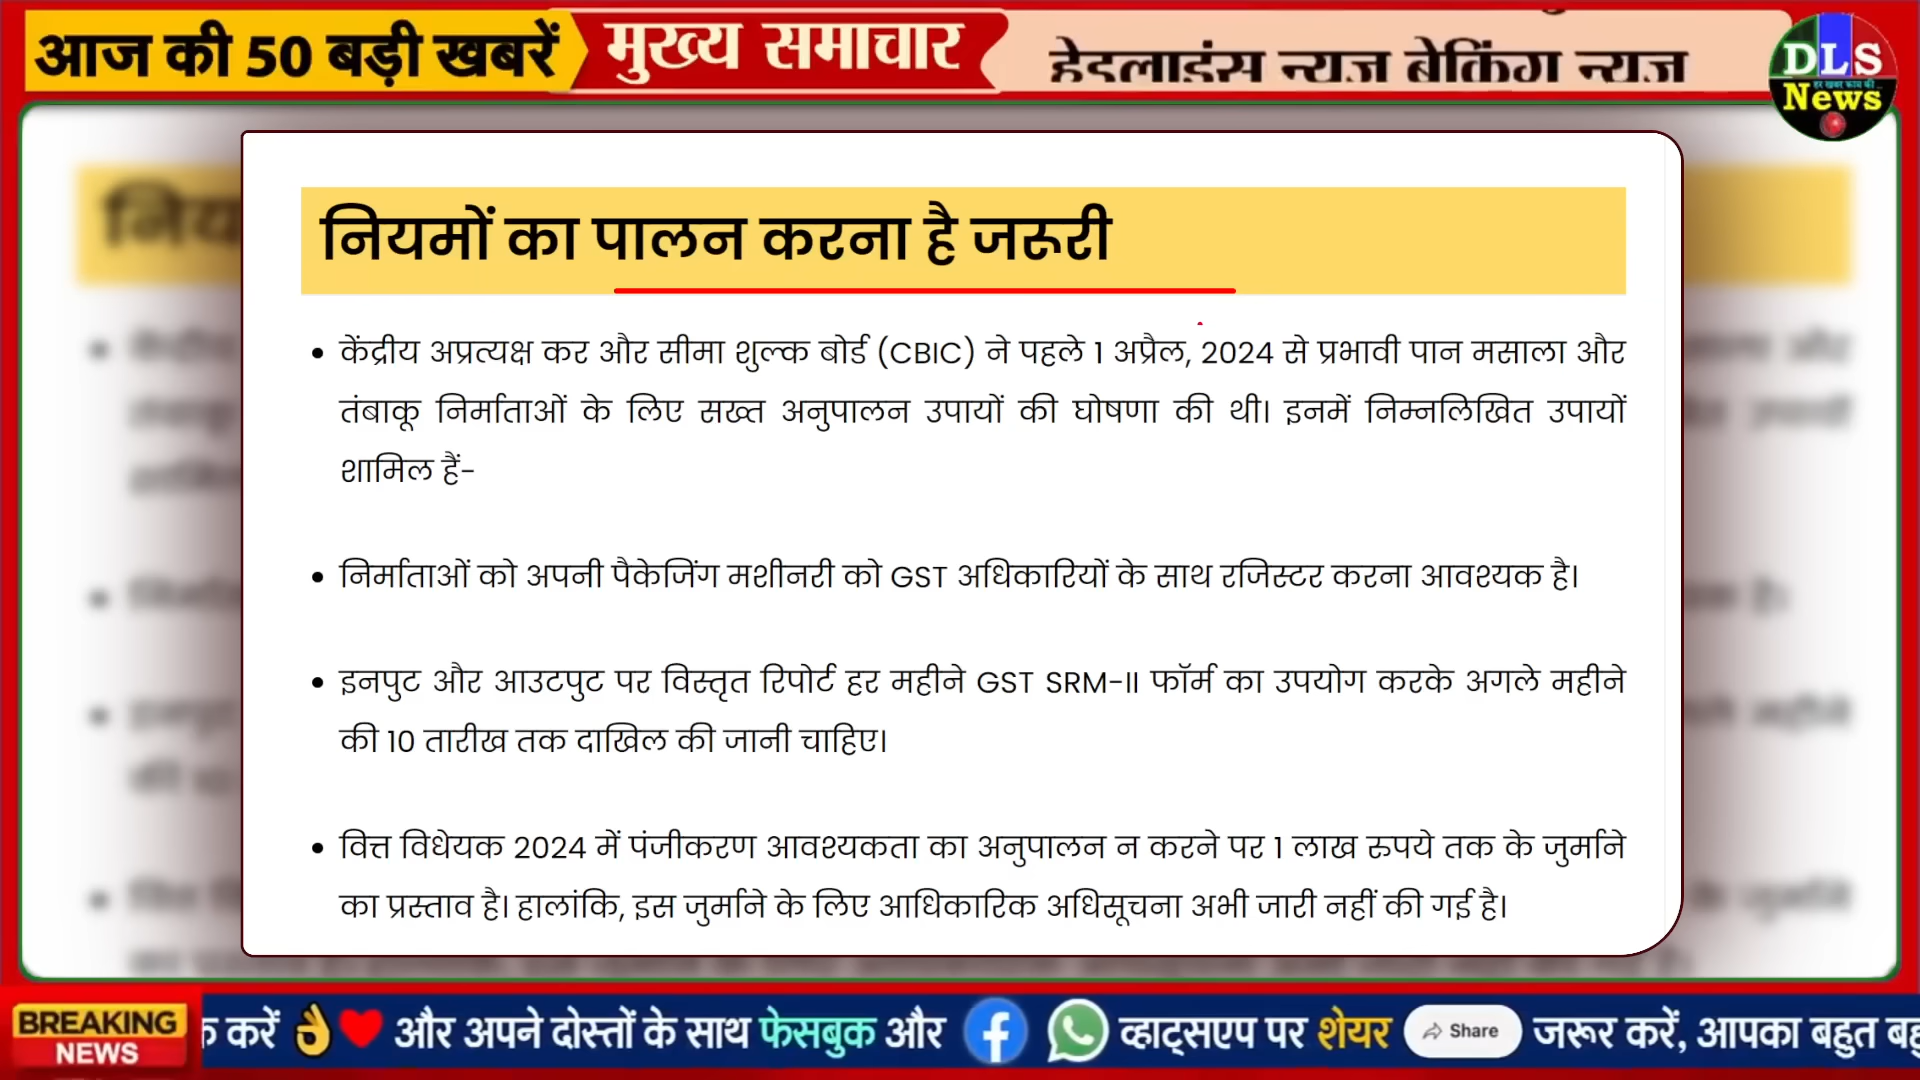 आज की 50 बड़ी खबरें
मुख्य समाचार
हेडलाइंस न्यूज़ ब्रेकिंग न्यूज़
DLS
हर खबर काम की
News
नियमों का पालन करना है जरूरी
• केंद्रीय अप्रत्यक्ष कर और सीमा शुल्क बोर्ड (CBIC) ने पहले 1 अप्रैल, 2024 से प्रभावी पान मसाला और
तंबाकू निर्माताओं के लिए सख्त अनुपालन उपायों की घोषणा की थी। इनमें निम्नलिखित उपायों
शामिल हैं-
• निर्माताओं को अपनी पैकेजिंग मशीनरी को GST अधिकारियों के साथ रजिस्टर करना आवश्यक है।
• इनपुट और आउटपुट पर विस्तृत रिपोर्ट हर महीने GST SRM-II फॉर्म का उपयोग करके अगले महीने
की 10 तारीख तक दाखिल की जानी चाहिए।
• वित्त विधेयक 2024 में पंजीकरण आवश्यकता का अनुपालन न करने पर 1 लाख रुपये तक के जुर्माने
का प्रस्ताव है। हालांकि, इस जुर्माने के लिए आधिकारिक अधिसूचना अभी जारी नहीं की गई है।
BREAKING
NEWS
करें और अपने दोस्तों के साथ फेसबुक और व्हाट्सएप पर शेयर Share जरूर करें, आपका बहुत